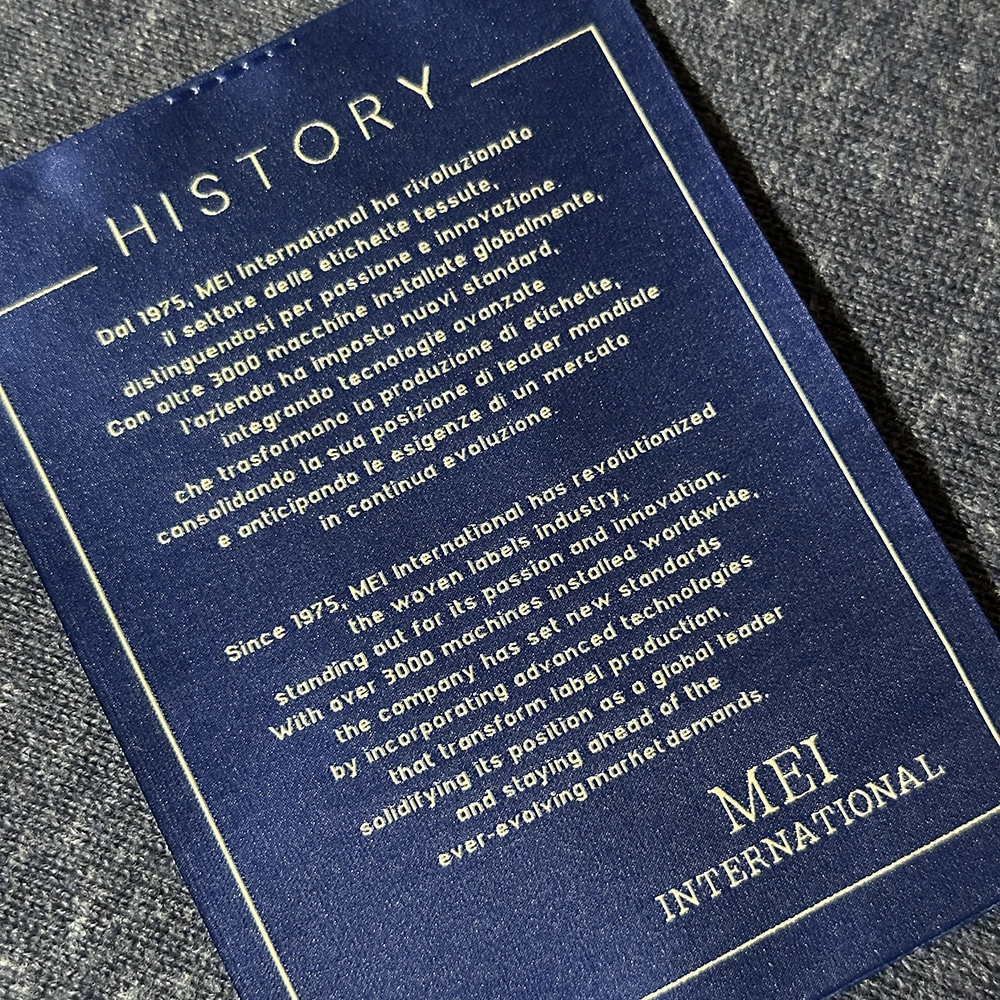 HISTORY
Dal 1975, MEI International ha rivoluzionato
il settore delle etichette tessute,
distinguendosi per passione e innovazione.
Con oltre 3000 macchine installate globalmente,
l'azienda ha imposto nuovi standard,
integrando tecnologie avanzate
che trasformano la produzione di etichette,
consolidando la sua posizione di leader mondiale
e anticipando le esigenze di un mercato
in continua evoluzione
Since 1975, MEI International has revolutionized
the woven labels industry,
standing out for its passion and innovation.
With over 3000 machines installed worldwide,
the company has set new standards
by incorporating advanced technologies
that transform label production,
solidifying its position as a global leader
and staying ahead of the
ever-evolving market demands.
MEI
INTERNATIONAL